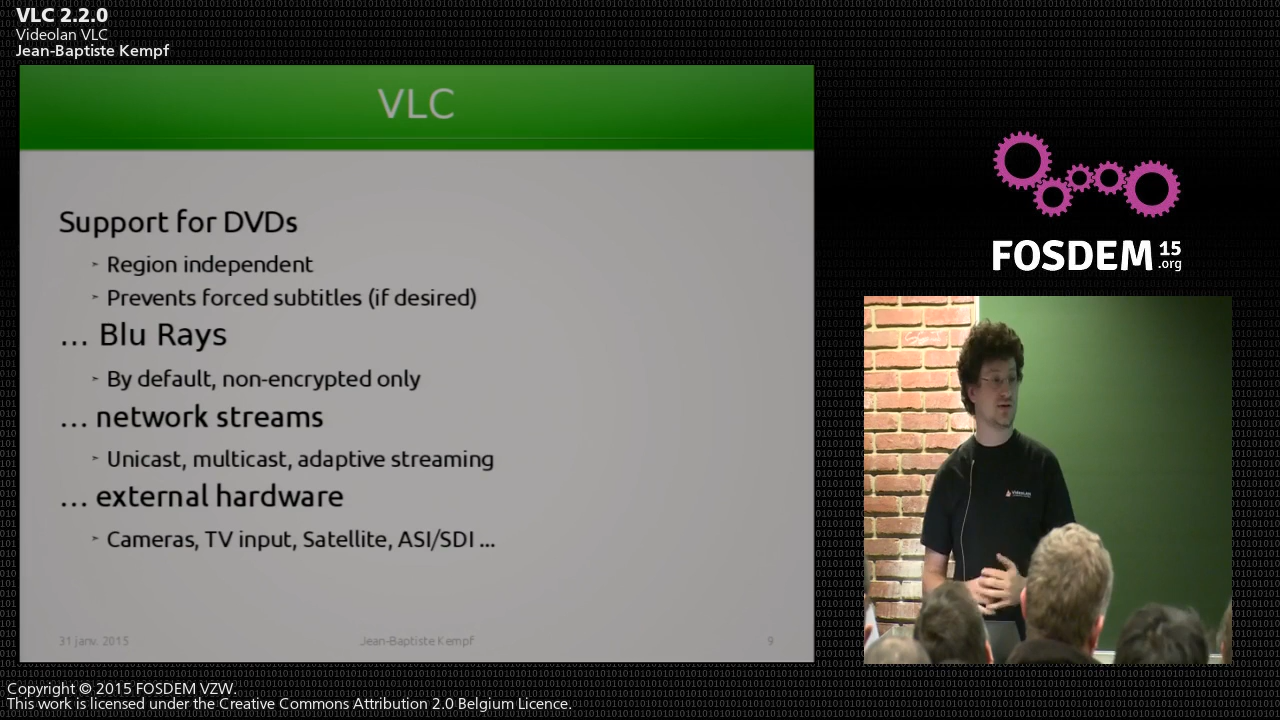 VLC 2.2.0
Videolan VLC
Jean-Baptiste Kempf
VLC
Support for DVDs
Region independent
Prevents forced subtitles (if desired)
... Blu Rays
By default, non-encrypted only
... network streams
Unicast, multicast, adaptive streaming
... external hardware
Cameras, TV input, Satellite, ASI/SDI ...
31 janv. 2015
Jean-Baptiste Kempf
9
FOSDEM 15
.org
Copyright © 2015 FOSDEM VZW.
This work is licensed under the Creative Commons Attribution 2.0 Belgium Licence.